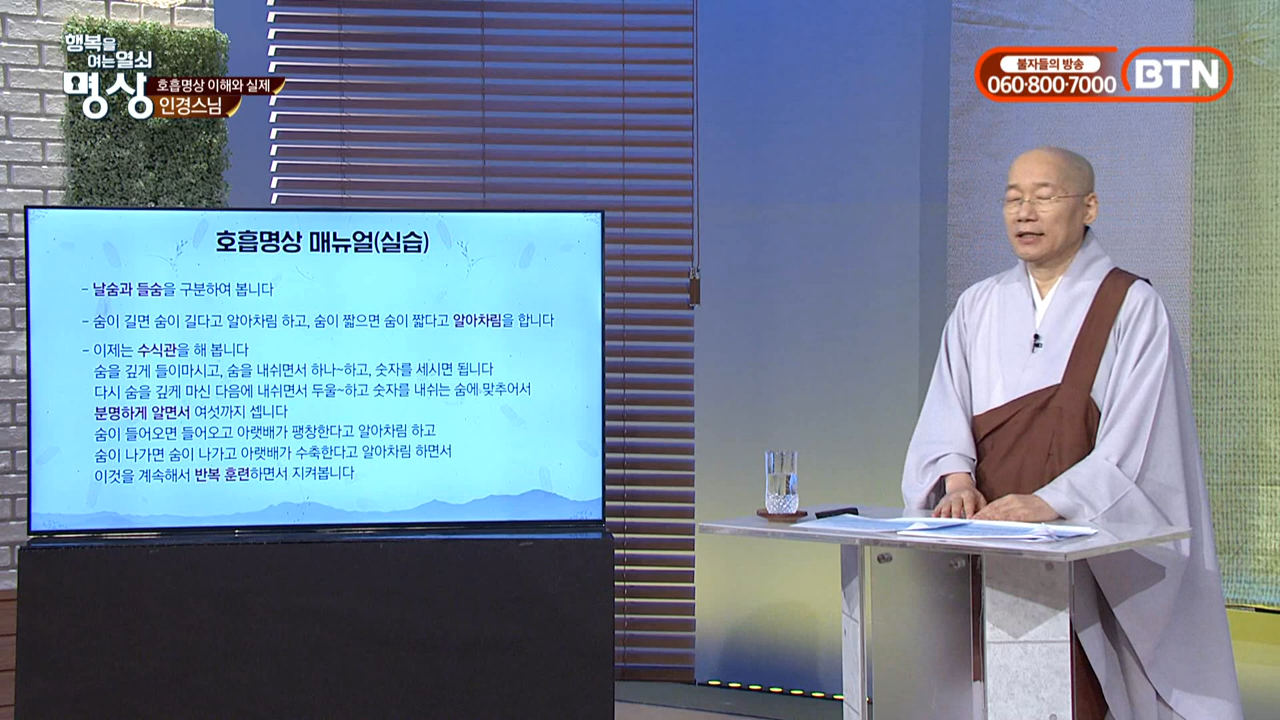 행복을
여는열쇠
명상
호흡명상 이해와 실제
인경스님
불자들의 방송
060·800·7000
BTN
호흡명상 매뉴얼(실습)
- 날숨과 들숨을 구분하여 봅니다
- 숨이 길면 숨이 길다고 알아차림 하고, 숨이 짧으면 숨이 짧다고 알아차림을 합니다
- 이제는 수식관을 해 봅니다
숨을 깊게 들이마시고, 숨을 내쉬면서 하나~하고, 숫자를 세시면 됩니다
다시 숨을 깊게 마신 다음에 내쉬면서 두울~하고 숫자를 내쉬는 숨에 맞추어서
분명하게 알면서 여섯까지 셉니다
숨이 들어오면 들어오고 아랫배가 팽창한다고 알아차림 하고
숨이 나가면 숨이 나가고 아랫배가 수축한다고 알아차림 하면서
이것을 계속해서 반복 훈련하면서 지켜봅니다